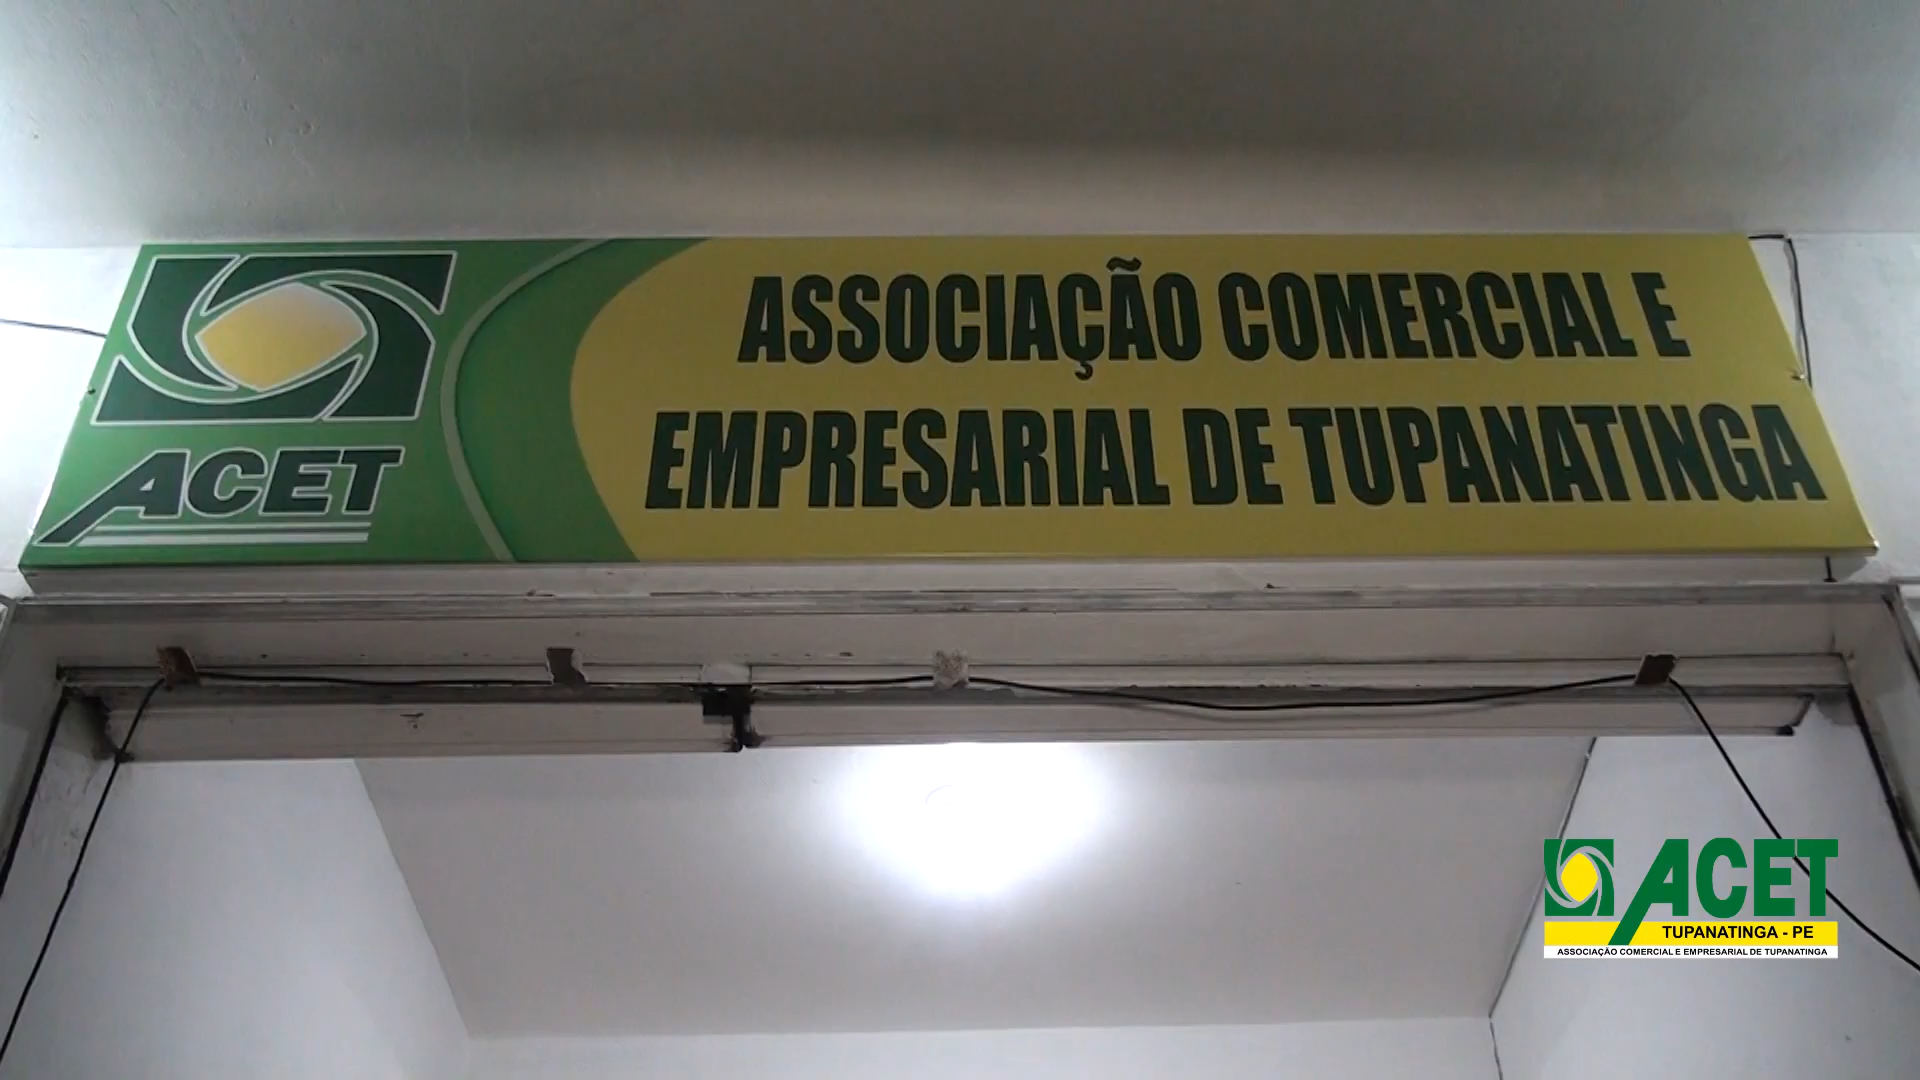 ASSOCIAÇÃO COMERCIAL E
EMPRESARIAL DE TUPANATINGA
ACET
ACET
TUPANATINGA - PE
ASSOCIAÇÃO COMERCIAL E EMPRESARIAL DE TUPANATINGA